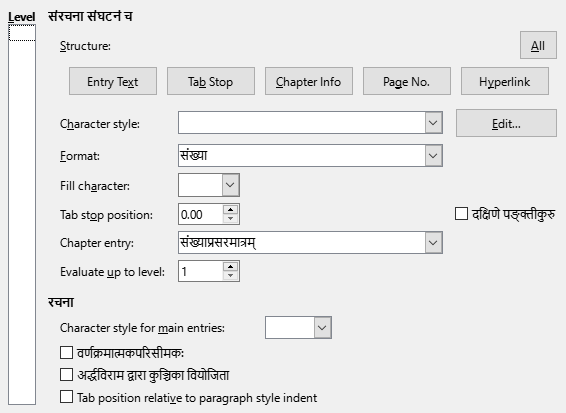 Level
संरचना संघटनं च
Structure:
All
Entry Text Tab Stop Chapter Info Page No. Hyperlink
Character style:
Edit...
Format: संख्या
Fill character:
Tab stop position: 0.00
दक्षिणे पङ्क्तीकुरु
Chapter entry: संख्याप्रसरमात्रम्
Evaluate up to level: 1
रचना
Character style for main entries:
वर्णक्रमात्मकपरिसीमकः
अर्द्धविराम द्वारा कुञ्चिका वियोजिता
Tab position relative to paragraph style indent